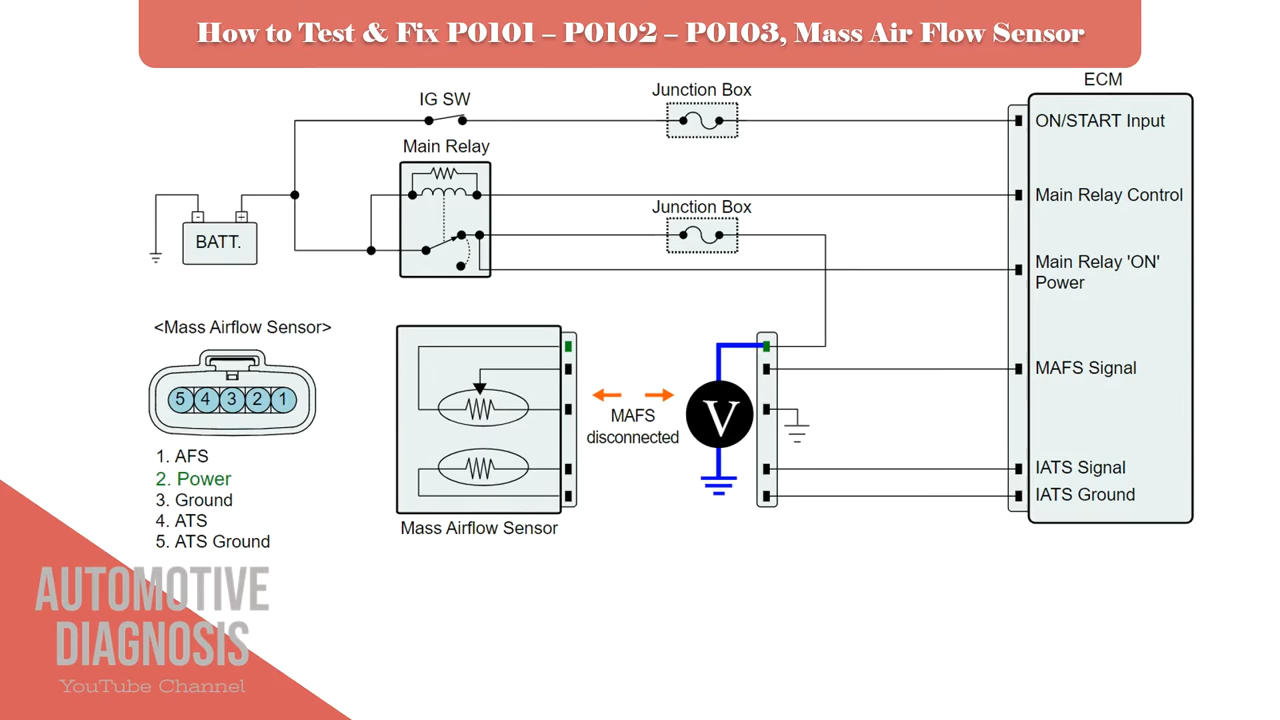 How to Test & Fix P0101 – P0102 – P0103, Mass Air Flow Sensor
ECM
Junction Box
IG SW
ON/START Input
Main Relay
Main Relay Control
Junction Box
- +
BATT.
Main Relay 'ON'
Power
<Mass Airflow Sensor>
5 4 3 2 1
MAFS Signal
MAFS
disconnected
V
1. AFS
2. Power
3. Ground
4. ATS
5. ATS Ground
IATS Signal
IATS Ground
Mass Airflow Sensor
AUTOMOTIVE
DIAGNOSIS
YouTube Channel